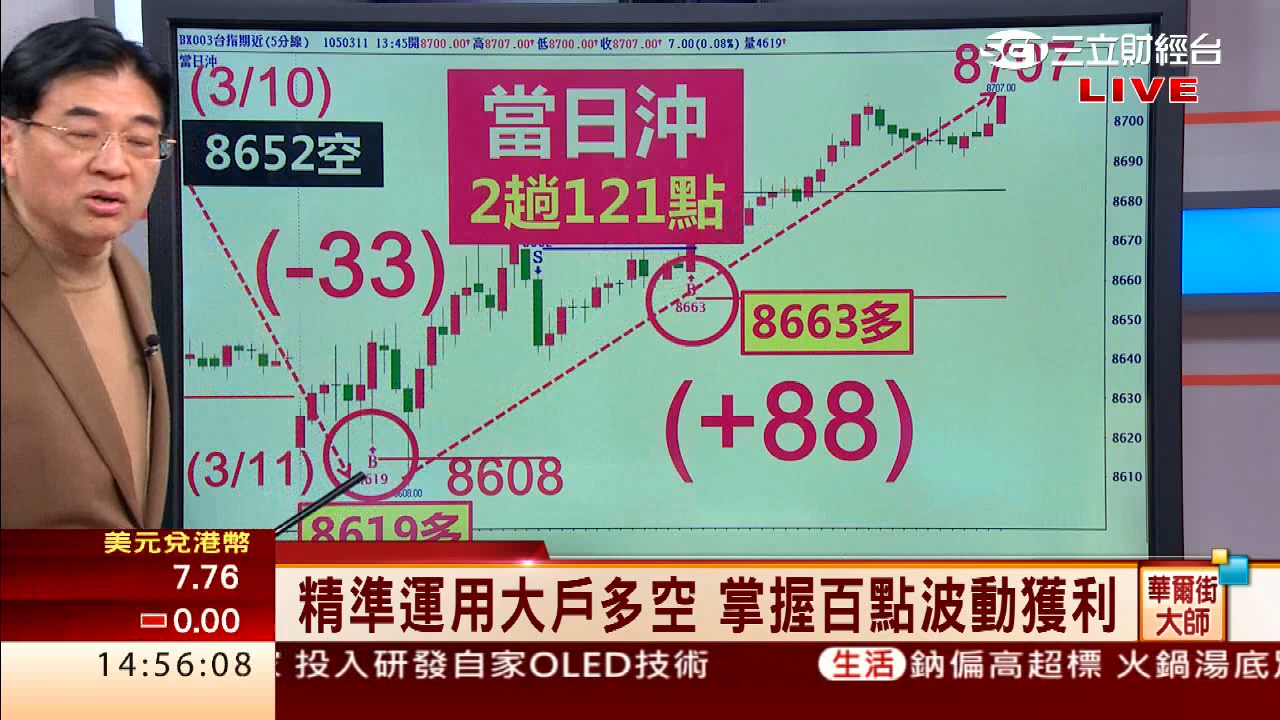 BX003台指期近(5分線) 1050311 13:45開8700.00↑高8707.00↑低8700.00↑收8707.00↑ 7.00(0.08%) 量4619↑
當日沖
三立財經台
LIVE
(3/10)
8652空
當日沖
2趟121點
8707
8707.00
(-33)
S
B
8663
8663多
(+88)
(3/11)
B
8608
8608.00
8619多
8700
8690
8680
8670
8660
8650
8640
8630
8620
8610
美元兌港幣
7.76
0.00
精準運用大戶多空 掌握百點波動獲利
華爾街
大師
14:56:08
投入研發自家OLED技術 生活 鈉偏高超標 火鍋湯底